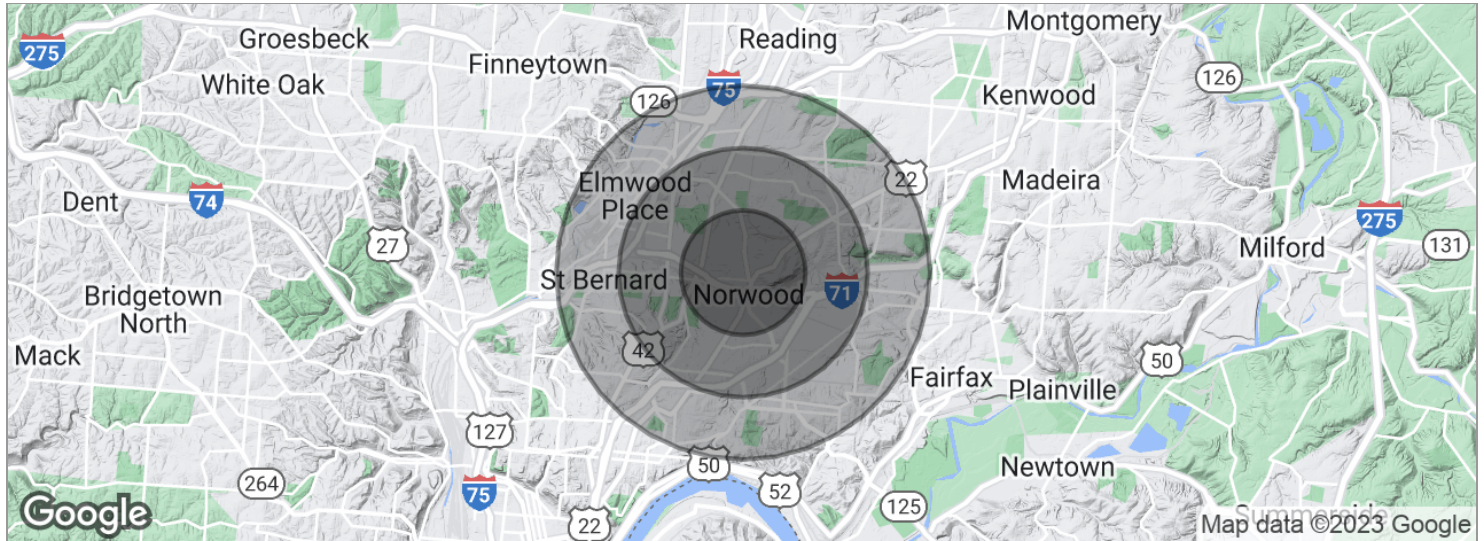 Montgomery
Groesbeck
Reading
275
Finneytown
126
White Oak
75
126
Kenwood
Elmwood
Place
22
Madeira
Dent
74
275
27
Milford
131
St Bernard
Norwood
71
Bridgetown
North
42
Mack
50
Fairfax
Plainville
127
50
Newtown
264
75
52
125
22
Google
Summerside
Map data ©2023 Google